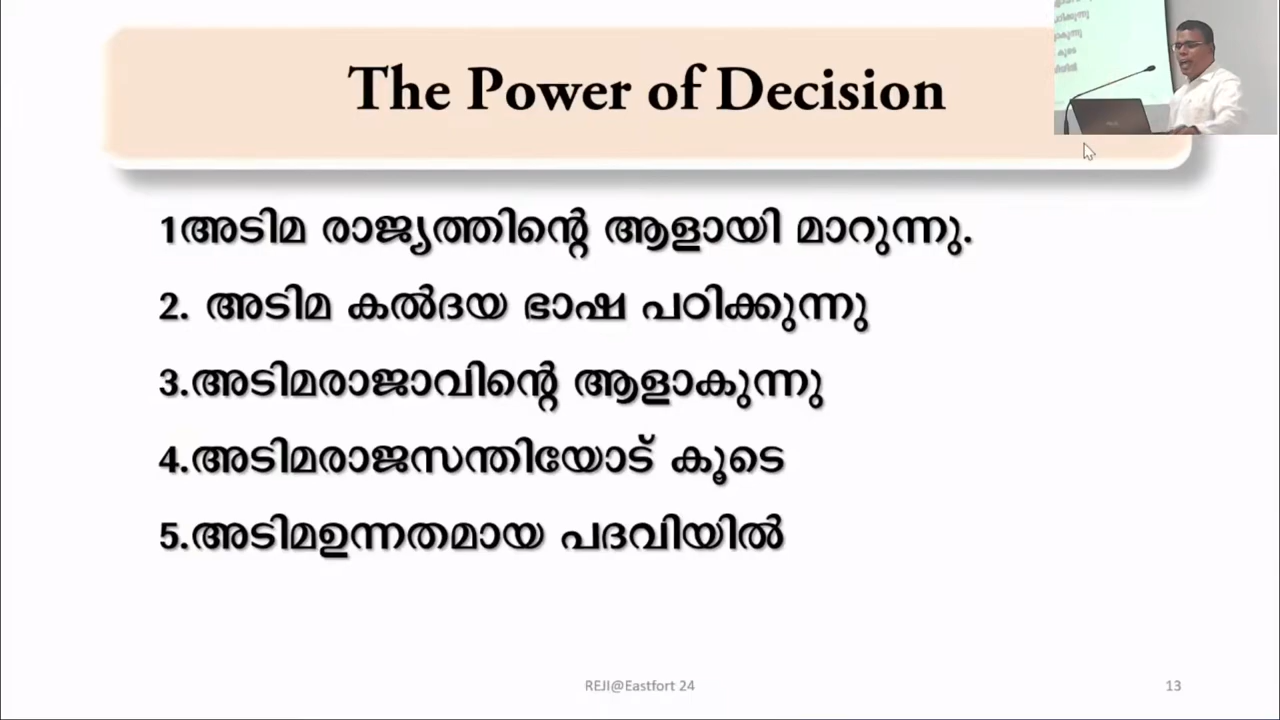 The Power of Decision
1അടിമ രാജ്യത്തിന്റെ ആളായി മാറുന്നു.
2. അടിമ കൽദയ ഭാഷ പഠിക്കുന്നു
3.അടിമരാജാവിന്റെ ആളാകുന്നു
4.അടിമരാജസന്തിയോട് കൂടെ
5.അടിമഉന്നതമായ പദവിയിൽ
REJI@Eastfort 24
13